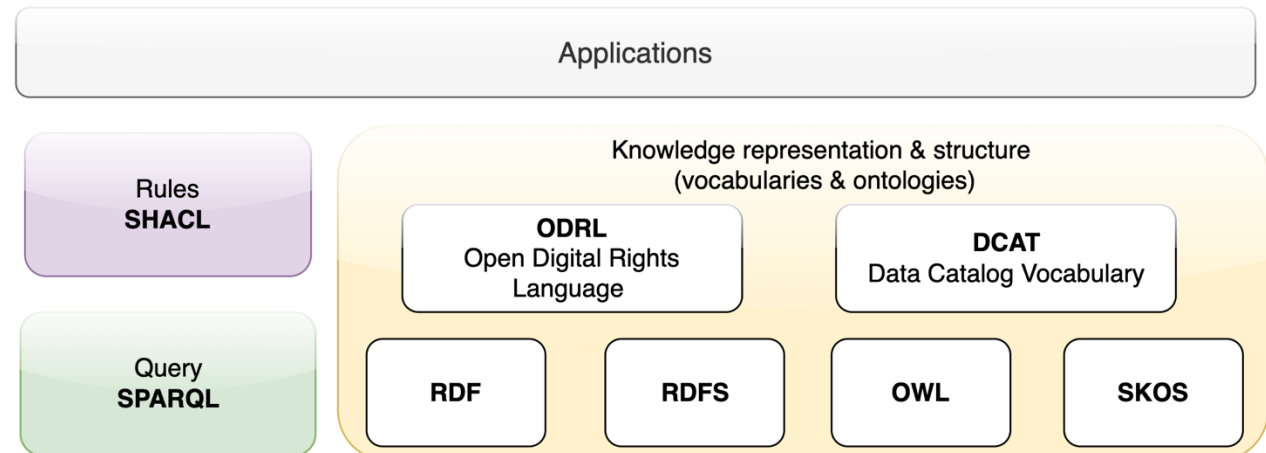 Applications
Rules
SHACL
Knowledge representation & structure
(vocabularies & ontologies)
ODRL
Open Digital Rights
Language
DCAT
Data Catalog Vocabulary
Query
SPARQL
RDF
RDFS
OWL
SKOS